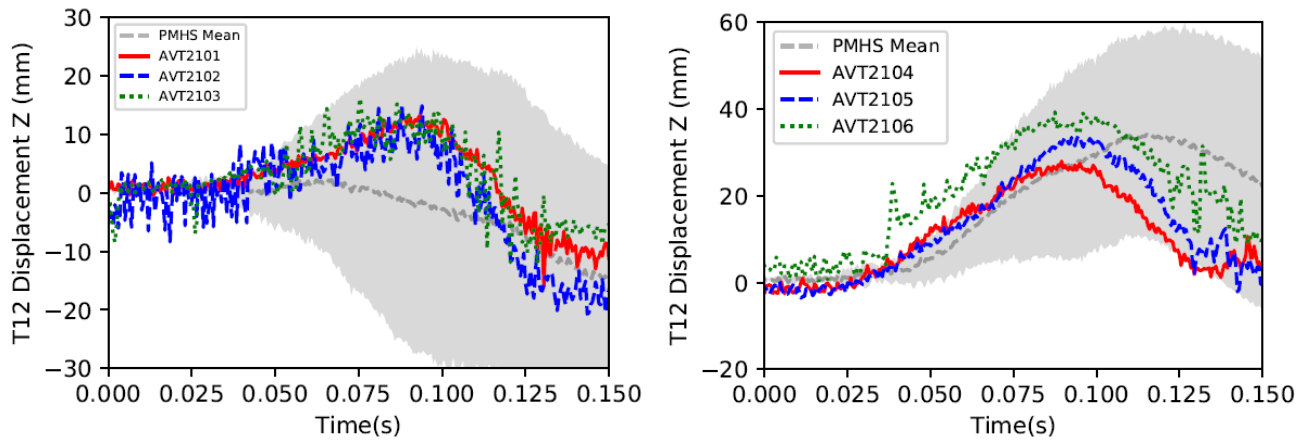 T12 Displacement Z (mm)
30
20
10
0
−10
−20
−30
PMHS Mean
AVT2101
AVT2102
AVT2103
0.000 0.025 0.050 0.075 0.100 0.125 0.150
Time(s)
T12 Displacement Z (mm)
60
40
20
0
−20
PMHS Mean
AVT2104
AVT2105
AVT2106
0.000 0.025 0.050 0.075 0.100 0.125 0.150
Time(s)